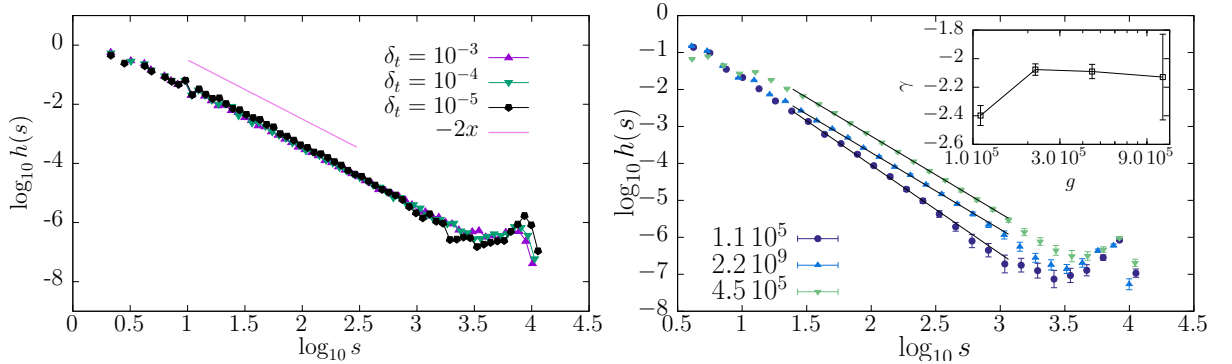 0
-2
-4
-6
-8
log₁₀ h(s)
δₜ = 10⁻³
δₜ = 10⁻⁴
δₜ = 10⁻⁵
−2x
0 0.5 1 1.5 2 2.5 3 3.5 4 4.5
log₁₀ s
0
−1
−2
−3
−4
−5
−6
−7
−8
log₁₀ h(s)
1.1 10⁵
2.2 10⁹
4.5 10⁵
0.5 1 1.5 2 2.5 3 3.5 4 4.5
log₁₀ s
−1.8
−2
−2.2
−2.4
−2.6
γ
1.0 10⁵ 3.0 10⁵ 9.0 10⁵
g